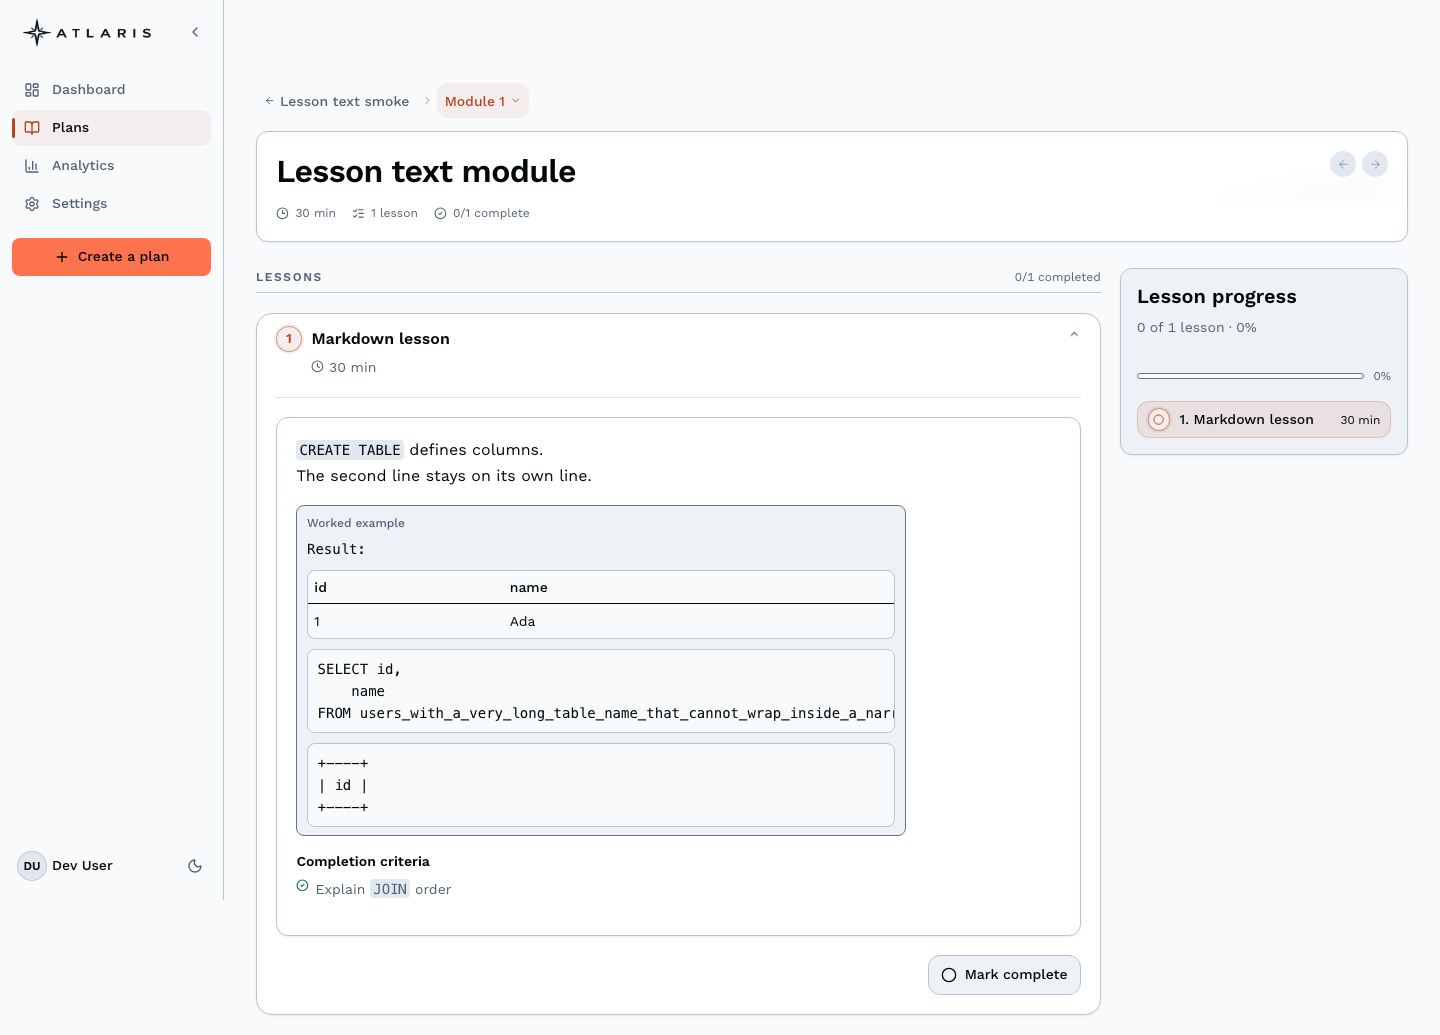 ATLARIS
Dashboard
Plans
Analytics
Settings
+ Create a plan
DU Dev User
← Lesson text smoke > Module 1
Lesson text module
30 min 1 lesson 0/1 complete
LESSONS 0/1 completed
1 Markdown lesson
30 min
CREATE TABLE defines columns.
The second line stays on its own line.
Worked example
Result:
id name
1 Ada
SELECT id,
    name
FROM users_with_a_very_long_table_name_that_cannot_wrap_inside_a_narr
+----+
| id |
+----+
Completion criteria
Explain JOIN order
Mark complete
Lesson progress
0 of 1 lesson · 0%
0%
1. Markdown lesson 30 min